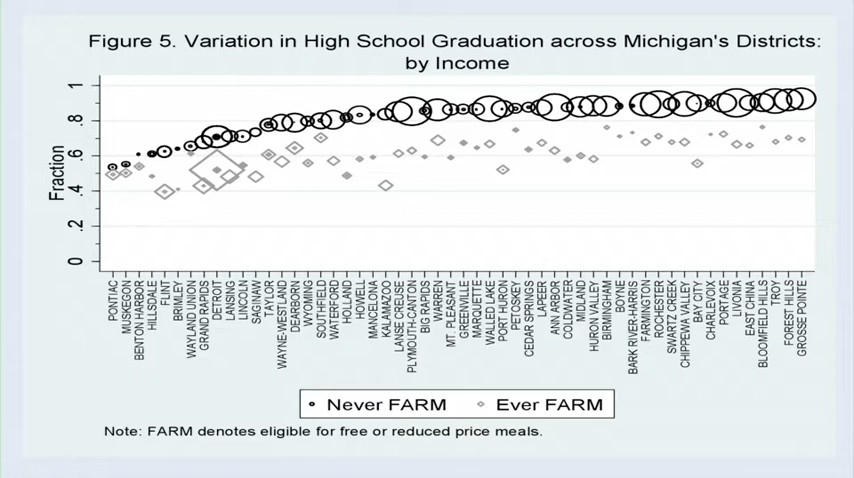 Figure 5. Variation in High School Graduation across Michigan's Districts:
by Income
Fraction
1
.8
.6
.4
.2
0
PONTIAC
MUSKEGON
BENTON HARBOR
HILLSDALE
FLINT
BRIMLEY
WAYLAND UNION
GRAND RAPIDS
DETROIT
LANSING
LINCOLN
SAGINAW
TAYLOR
WAYNE-WESTLAND
DEARBORN
WYOMING
SOUTHFIELD
WATERFORD
HOLLAND
HOWELL
MANCELONA
KALAMAZOO
LANSE CREUSE
PLYMOUTH-CANTON
BIG RAPIDS
WARREN
MT. PLEASANT
GREENVILLE
MARQUETTE
WALLED LAKE
PORT HURON
PETOSKEY
CEDAR SPRINGS
LAPEER
ANN ARBOR
COLDWATER
MIDLAND
HURON VALLEY
BIRMINGHAM
BOYNE
BARK RIVER-HARRIS
FARMINGTON
ROCHESTER
SWARTZ CREEK
CHIPPEWA VALLEY
BAY CITY
CHARLEVOIX
PORTAGE
LIVONIA
EAST CHINA
BLOOMFIELD HILLS
TROY
FOREST HILLS
GROSSE POINTE
Never FARM
Ever FARM
Note: FARM denotes eligible for free or reduced price meals.